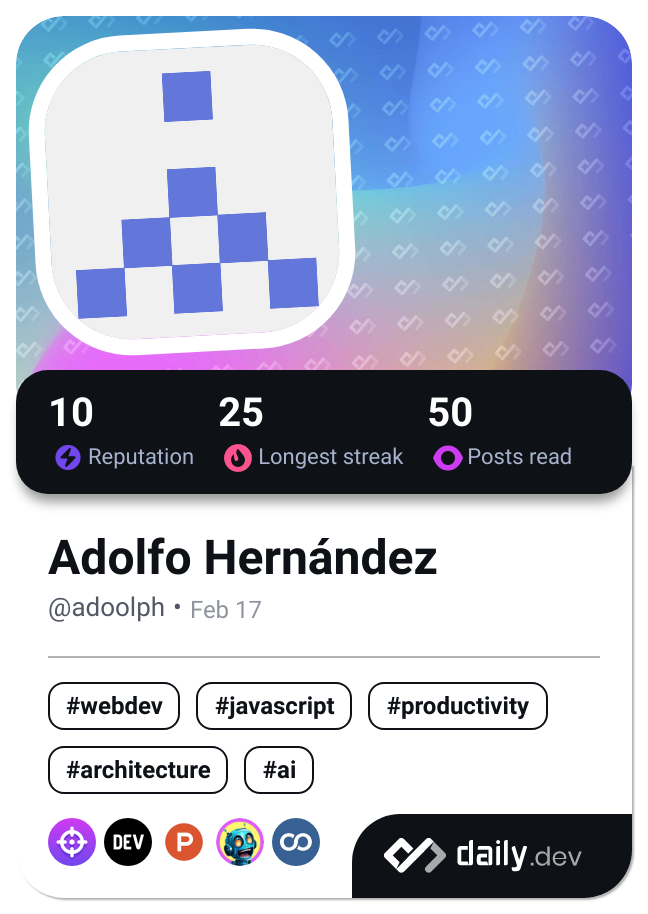 10 25 50
Reputation Longest streak Posts read
Adolfo Hernández
@adoolph • Feb 17
#webdev #javascript #productivity
#architecture #ai
DEV P daily.dev